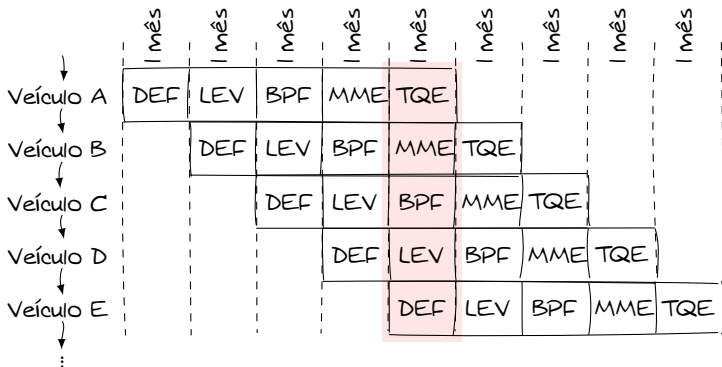 1 mês 1 mês 1 mês 1 mês 1 mês 1 mês 1 mês 1 mês 1 mês
Veículo A DEF LEV BPF MME TQE
Veículo B DEF LEV BPF MME TQE
Veículo C DEF LEV BPF MME TQE
Veículo D DEF LEV BPF MME TQE
Veículo E DEF LEV BPF MME TQE
...